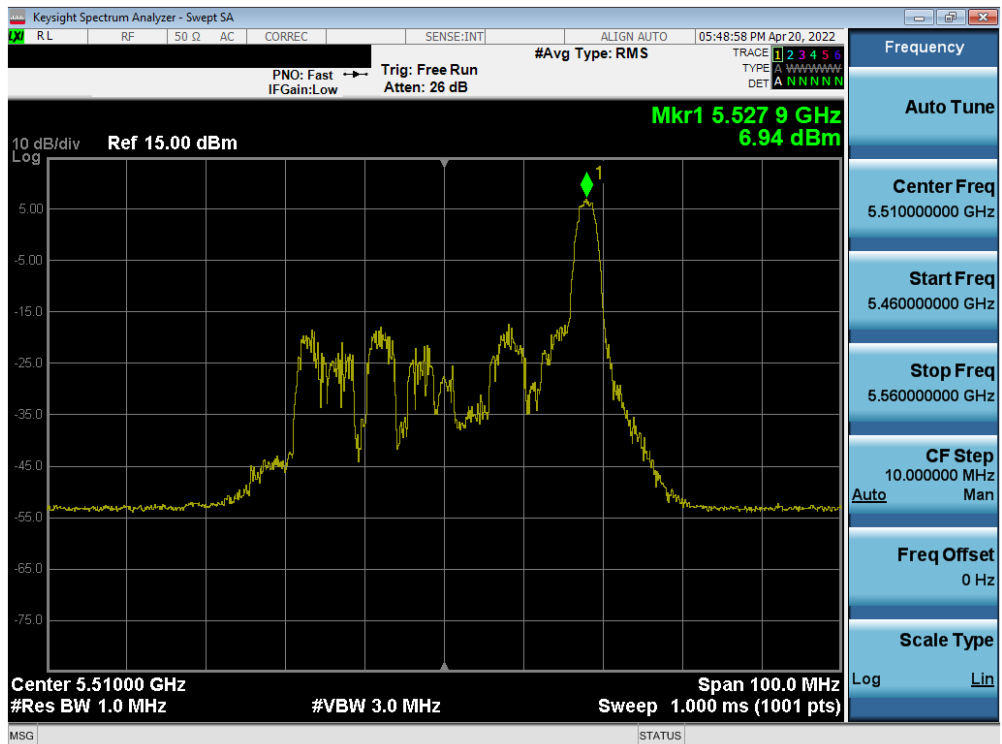 Keysight Spectrum Analyzer - Swept SA
LXI RL RF 50 Ω AC CORREC SENSE:INT ALIGN AUTO 05:48:58 PM Apr 20, 2022
#Avg Type: RMS
TRACE 1 2 3 4 5 6
PNO: Fast Trig: Free Run
TYPE A WWWWW
IFGain:Low Atten: 26 dB
DET A N N N N N
Mkr1 5.527 9 GHz
6.94 dBm
10 dB/div Ref 15.00 dBm
Log
1
5.00
-5.00
-15.0
-25.0
-35.0
-45.0
-55.0
-65.0
-75.0
Center 5.51000 GHz Span 100.0 MHz
#Res BW 1.0 MHz #VBW 3.0 MHz Sweep 1.000 ms (1001 pts)
MSG STATUS
Frequency
Auto Tune
Center Freq
5.510000000 GHz
Start Freq
5.460000000 GHz
Stop Freq
5.560000000 GHz
CF Step
10.000000 MHz
Auto Man
Freq Offset
0 Hz
Scale Type
Log Lin